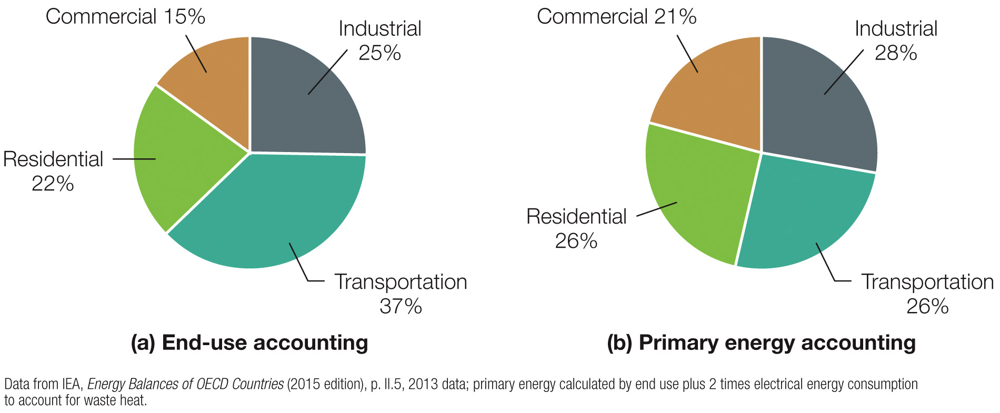 Commercial 15%
Industrial
25%
Residential
22%
Transportation
37%
(a) End-use accounting
Commercial 21%
Industrial
28%
Residential
26%
Transportation
26%
(b) Primary energy accounting
Data from IEA, Energy Balances of OECD Countries (2015 edition), p. II.5, 2013 data; primary energy calculated by end use plus 2 times electrical energy consumption
to account for waste heat.